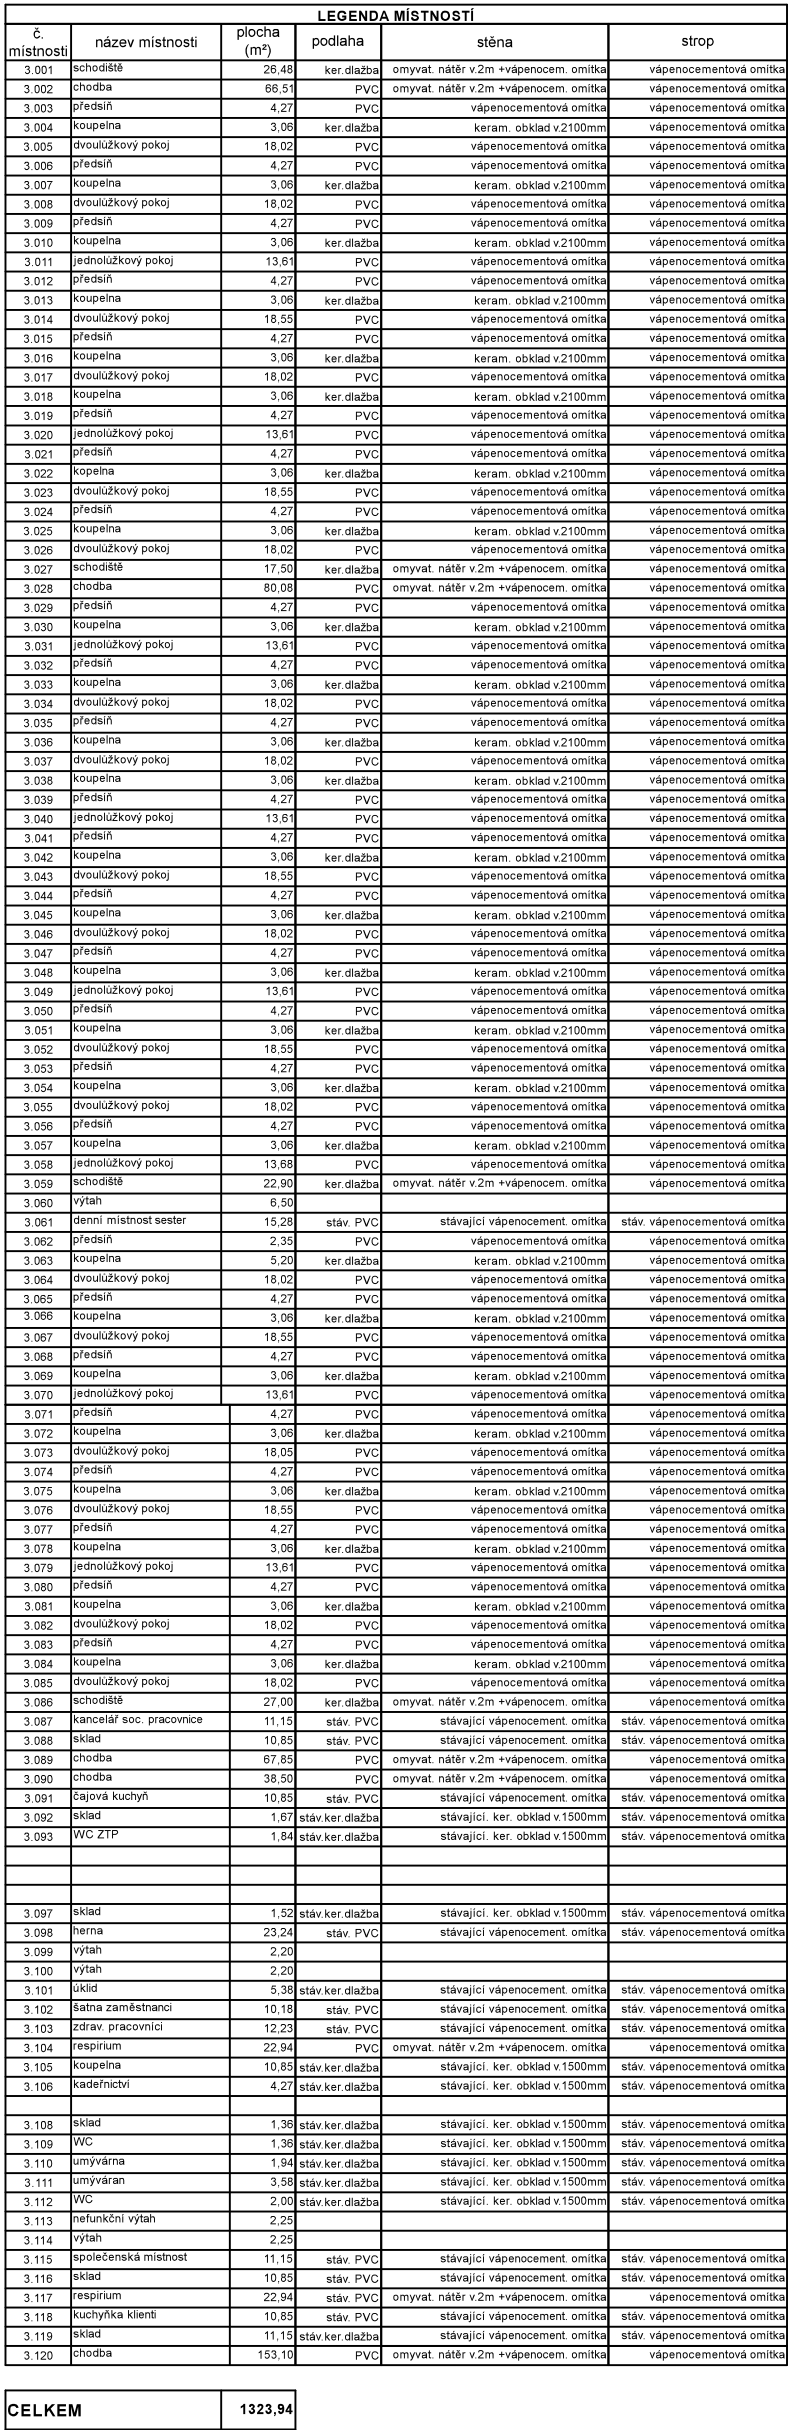 LEGENDA MÍSTNOSTÍ
č. místnosti název místnosti plocha (m²) podlaha stěna strop
3.001 schodiště 26,48 ker.dlažba omyvat. nátěr v.2m +vápenocem. omítka vápenocementová omítka
3.002 chodba 66,51 PVC omyvat. nátěr v.2m +vápenocem. omítka vápenocementová omítka
3.003 předsíň 4,27 PVC vápenocementová omítka vápenocementová omítka
3.004 koupelna 3,06 ker.dlažba keram. obklad v.2100mm vápenocementová omítka
3.005 dvoulůžkový pokoj 18,02 PVC vápenocementová omítka vápenocementová omítka
3.006 předsíň 4,27 PVC vápenocementová omítka vápenocementová omítka
3.007 koupelna 3,06 ker.dlažba keram. obklad v.2100mm vápenocementová omítka
3.008 dvoulůžkový pokoj 18,02 PVC vápenocementová omítka vápenocementová omítka
3.009 předsíň 4,27 PVC vápenocementová omítka vápenocementová omítka
3.010 koupelna 3,06 ker.dlažba keram. obklad v.2100mm vápenocementová omítka
3.011 jednolůžkový pokoj 13,61 PVC vápenocementová omítka vápenocementová omítka
3.012 předsíň 4,27 PVC vápenocementová omítka vápenocementová omítka
3.013 koupelna 3,06 ker.dlažba keram. obklad v.2100mm vápenocementová omítka
3.014 dvoulůžkový pokoj 18,55 PVC vápenocementová omítka vápenocementová omítka
3.015 předsíň 4,27 PVC vápenocementová omítka vápenocementová omítka
3.016 koupelna 3,06 ker.dlažba keram. obklad v.2100mm vápenocementová omítka
3.017 dvoulůžkový pokoj 18,02 PVC vápenocementová omítka vápenocementová omítka
3.018 koupelna 3,06 ker.dlažba keram. obklad v.2100mm vápenocementová omítka
3.019 předsíň 4,27 PVC vápenocementová omítka vápenocementová omítka
3.020 jednolůžkový pokoj 13,61 PVC vápenocementová omítka vápenocementová omítka
3.021 předsíň 4,27 PVC vápenocementová omítka vápenocementová omítka
3.022 kopelna 3,06 ker.dlažba keram. obklad v.2100mm vápenocementová omítka
3.023 dvoulůžkový pokoj 18,55 PVC vápenocementová omítka vápenocementová omítka
3.024 předsíň 4,27 PVC vápenocementová omítka vápenocementová omítka
3.025 koupelna 3,06 ker.dlažba keram. obklad v.2100mm vápenocementová omítka
3.026 dvoulůžkový pokoj 18,02 PVC vápenocementová omítka vápenocementová omítka
3.027 schodiště 17,50 ker.dlažba omyvat. nátěr v.2m +vápenocem. omítka vápenocementová omítka
3.028 chodba 80,08 PVC omyvat. nátěr v.2m +vápenocem. omítka vápenocementová omítka
3.029 předsíň 4,27 PVC vápenocementová omítka vápenocementová omítka
3.030 koupelna 3,06 ker.dlažba keram. obklad v.2100mm vápenocementová omítka
3.031 jednolůžkový pokoj 13,61 PVC vápenocementová omítka vápenocementová omítka
3.032 předsíň 4,27 PVC vápenocementová omítka vápenocementová omítka
3.033 koupelna 3,06 ker.dlažba keram. obklad v.2100mm vápenocementová omítka
3.034 dvoulůžkový pokoj 18,02 PVC vápenocementová omítka vápenocementová omítka
3.035 předsíň 4,27 PVC vápenocementová omítka vápenocementová omítka
3.036 koupelna 3,06 ker.dlažba keram. obklad v.2100mm vápenocementová omítka
3.037 dvoulůžkový pokoj 18,02 PVC vápenocementová omítka vápenocementová omítka
3.038 koupelna 3,06 ker.dlažba keram. obklad v.2100mm vápenocementová omítka
3.039 předsíň 4,27 PVC vápenocementová omítka vápenocementová omítka
3.040 jednolůžkový pokoj 13,61 PVC vápenocementová omítka vápenocementová omítka
3.041 předsíň 4,27 PVC vápenocementová omítka vápenocementová omítka
3.042 koupelna 3,06 ker.dlažba keram. obklad v.2100mm vápenocementová omítka
3.043 dvoulůžkový pokoj 18,55 PVC vápenocementová omítka vápenocementová omítka
3.044 předsíň 4,27 PVC vápenocementová omítka vápenocementová omítka
3.045 koupelna 3,06 ker.dlažba keram. obklad v.2100mm vápenocementová omítka
3.046 dvoulůžkový pokoj 18,02 PVC vápenocementová omítka vápenocementová omítka
3.047 předsíň 4,27 PVC vápenocementová omítka vápenocementová omítka
3.048 koupelna 3,06 ker.dlažba keram. obklad v.2100mm vápenocementová omítka
3.049 jednolůžkový pokoj 13,61 PVC vápenocementová omítka vápenocementová omítka
3.050 předsíň 4,27 PVC vápenocementová omítka vápenocementová omítka
3.051 koupelna 3,06 ker.dlažba keram. obklad v.2100mm vápenocementová omítka
3.052 dvoulůžkový pokoj 18,55 PVC vápenocementová omítka vápenocementová omítka
3.053 předsíň 4,27 PVC vápenocementová omítka vápenocementová omítka
3.054 koupelna 3,06 ker.dlažba keram. obklad v.2100mm vápenocementová omítka
3.055 dvoulůžkový pokoj 18,02 PVC vápenocementová omítka vápenocementová omítka
3.056 předsíň 4,27 PVC vápenocementová omítka vápenocementová omítka
3.057 koupelna 3,06 ker.dlažba keram. obklad v.2100mm vápenocementová omítka
3.058 jednolůžkový pokoj 13,68 PVC vápenocementová omítka vápenocementová omítka
3.059 schodiště 22,90 ker.dlažba omyvat. nátěr v.2m +vápenocem. omítka vápenocementová omítka
3.060 výtah 6,50
3.061 denní místnost sester 15,28 stáv. PVC stávající vápenocement. omítka stáv. vápenocementová omítka
3.062 předsíň 2,35 PVC vápenocementová omítka vápenocementová omítka
3.063 koupelna 5,20 ker.dlažba keram. obklad v.2100mm vápenocementová omítka
3.064 dvoulůžkový pokoj 18,02 PVC vápenocementová omítka vápenocementová omítka
3.065 předsíň 4,27 PVC vápenocementová omítka vápenocementová omítka
3.066 koupelna 3,06 ker.dlažba keram. obklad v.2100mm vápenocementová omítka
3.067 dvoulůžkový pokoj 18,55 PVC vápenocementová omítka vápenocementová omítka
3.068 předsíň 4,27 PVC vápenocementová omítka vápenocementová omítka
3.069 koupelna 3,06 ker.dlažba keram. obklad v.2100mm vápenocementová omítka
3.070 jednolůžkový pokoj 13,61 PVC vápenocementová omítka vápenocementová omítka
3.071 předsíň 4,27 PVC vápenocementová omítka vápenocementová omítka
3.072 koupelna 3,06 ker.dlažba keram. obklad v.2100mm vápenocementová omítka
3.073 dvoulůžkový pokoj 18,05 PVC vápenocementová omítka vápenocementová omítka
3.074 předsíň 4,27 PVC vápenocementová omítka vápenocementová omítka
3.075 koupelna 3,06 ker.dlažba keram. obklad v.2100mm vápenocementová omítka
3.076 dvoulůžkový pokoj 18,55 PVC vápenocementová omítka vápenocementová omítka
3.077 předsíň 4,27 PVC vápenocementová omítka vápenocementová omítka
3.078 koupelna 3,06 ker.dlažba keram. obklad v.2100mm vápenocementová omítka
3.079 jednolůžkový pokoj 13,61 PVC vápenocementová omítka vápenocementová omítka
3.080 předsíň 4,27 PVC vápenocementová omítka vápenocementová omítka
3.081 koupelna 3,06 ker.dlažba keram. obklad v.2100mm vápenocementová omítka
3.082 dvoulůžkový pokoj 18,02 PVC vápenocementová omítka vápenocementová omítka
3.083 předsíň 4,27 PVC vápenocementová omítka vápenocementová omítka
3.084 koupelna 3,06 ker.dlažba keram. obklad v.2100mm vápenocementová omítka
3.085 dvoulůžkový pokoj 18,02 PVC vápenocementová omítka vápenocementová omítka
3.086 schodiště 27,00 ker.dlažba omyvat. nátěr v.2m +vápenocem. omítka vápenocementová omítka
3.087 kancelář soc. pracovnice 11,15 stáv. PVC stávající vápenocement. omítka stáv. vápenocementová omítka
3.088 sklad 10,85 stáv. PVC stávající vápenocement. omítka stáv. vápenocementová omítka
3.089 chodba 67,85 PVC omyvat. nátěr v.2m +vápenocem. omítka vápenocementová omítka
3.090 chodba 38,50 PVC omyvat. nátěr v.2m +vápenocem. omítka vápenocementová omítka
3.091 čajová kuchyň 10,85 stáv. PVC stávající vápenocement. omítka stáv. vápenocementová omítka
3.092 sklad 1,67 stáv.ker.dlažba stávající. ker. obklad v.1500mm stáv. vápenocementová omítka
3.093 WC ZTP 1,84 stáv.ker.dlažba stávající. ker. obklad v.1500mm stáv. vápenocementová omítka
3.097 sklad 1,52 stáv.ker.dlažba stávající. ker. obklad v.1500mm stáv. vápenocementová omítka
3.098 herna 23,24 stáv. PVC stávající vápenocement. omítka stáv. vápenocementová omítka
3.099 výtah 2,20
3.100 výtah 2,20
3.101 úklid 5,38 stáv.ker.dlažba stávající vápenocement. omítka stáv. vápenocementová omítka
3.102 šatna zaměstnanci 10,18 stáv. PVC stávající vápenocement. omítka stáv. vápenocementová omítka
3.103 zdrav. pracovníci 12,23 stáv. PVC stávající vápenocement. omítka stáv. vápenocementová omítka
3.104 respirium 22,94 PVC omyvat. nátěr v.2m +vápenocem. omítka vápenocementová omítka
3.105 koupelna 10,85 stáv.ker.dlažba stávající. ker. obklad v.1500mm stáv. vápenocementová omítka
3.106 kadeřnictví 4,27 stáv.ker.dlažba stávající. ker. obklad v.1500mm stáv. vápenocementová omítka
3.108 sklad 1,36 stáv.ker.dlažba stávající. ker. obklad v.1500mm stáv. vápenocementová omítka
3.109 WC 1,36 stáv.ker.dlažba stávající. ker. obklad v.1500mm stáv. vápenocementová omítka
3.110 umývárna 1,94 stáv.ker.dlažba stávající. ker. obklad v.1500mm stáv. vápenocementová omítka
3.111 umýváran 3,58 stáv.ker.dlažba stávající. ker. obklad v.1500mm stáv. vápenocementová omítka
3.112 WC 2,00 stáv.ker.dlažba stávající. ker. obklad v.1500mm stáv. vápenocementová omítka
3.113 nefunkční výtah 2,25
3.114 výtah 2,25
3.115 společenská místnost 11,15 stáv. PVC stávající vápenocement. omítka stáv. vápenocementová omítka
3.116 sklad 10,85 stáv. PVC stávající vápenocement. omítka stáv. vápenocementová omítka
3.117 respirium 22,94 stáv. PVC omyvat. nátěr v.2m +vápenocem. omítka vápenocementová omítka
3.118 kuchyňka klienti 10,85 stáv. PVC stávající vápenocement. omítka stáv. vápenocementová omítka
3.119 sklad 11,15 stáv.ker.dlažba stávající vápenocement. omítka stáv. vápenocementová omítka
3.120 chodba 153,10 PVC omyvat. nátěr v.2m +vápenocem. omítka vápenocementová omítka
CELKEM 1323,94